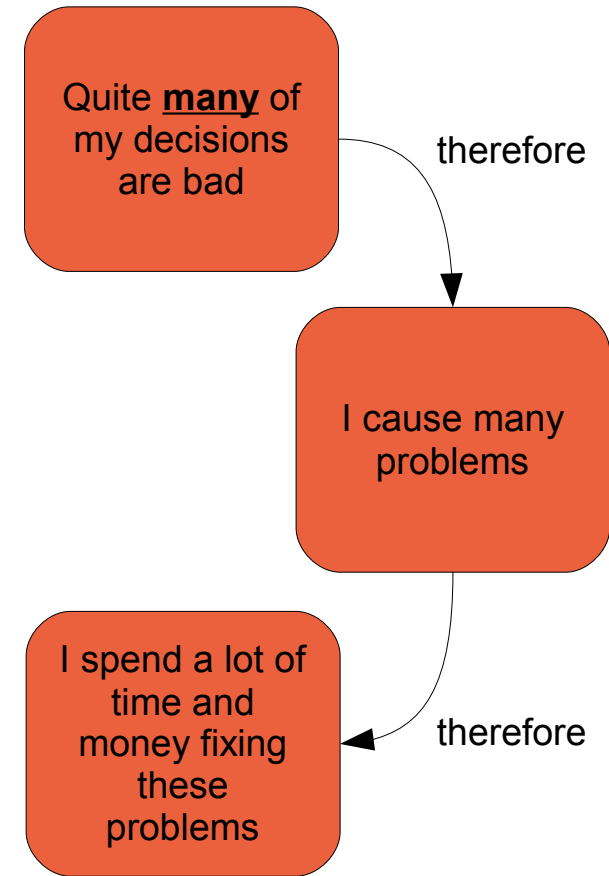 Quite many of
my decisions
are bad
therefore
I cause many
problems
therefore
I spend a lot of
time and
money fixing
these
problems